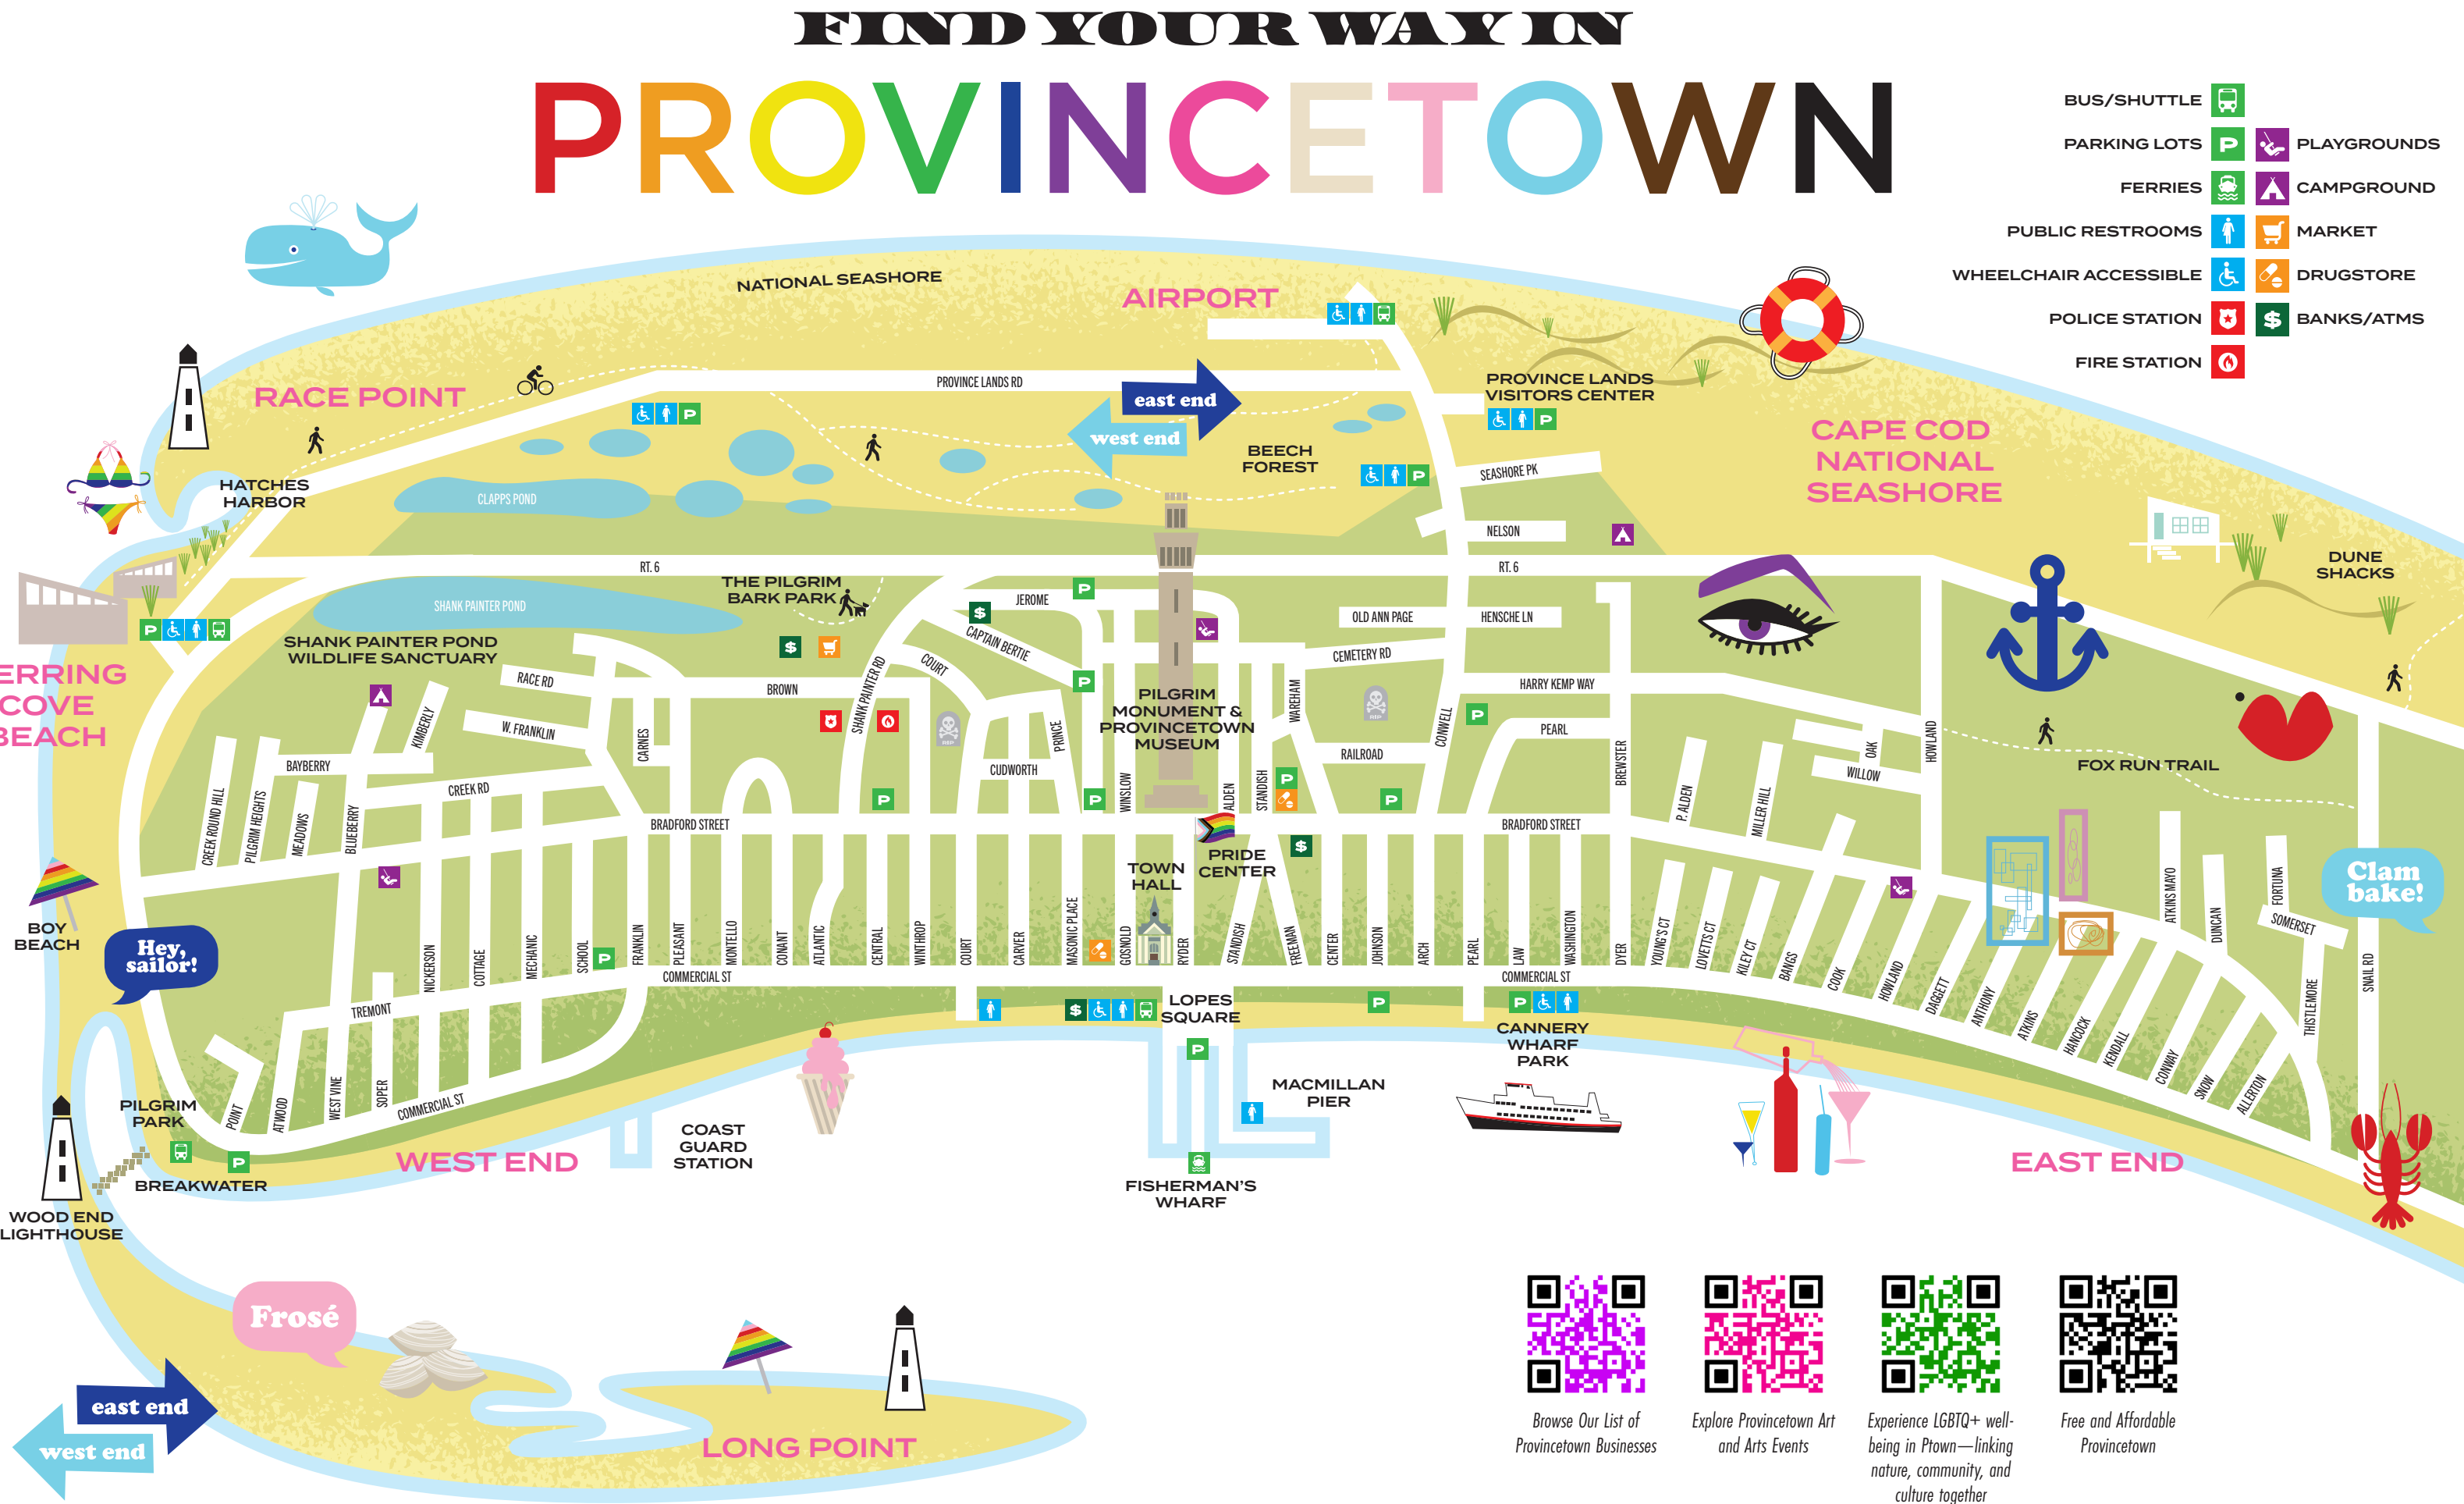 FIND YOUR WAY IN
PROVINCETOWN
BUS/SHUTTLE
PARKING LOTS
P
PLAYGROUNDS
FERRIES
CAMPGROUND
PUBLIC RESTROOMS
MARKET
WHEELCHAIR ACCESSIBLE
DRUGSTORE
POLICE STATION
$
BANKS/ATMS
FIRE STATION
NATIONAL SEASHORE
AIRPORT
RACE POINT
PROVINCE LANDS RD
east end
west end
PROVINCE LANDS
VISITORS CENTER
P
P
BEECH
FOREST
P
SEASHORE PK
CAPE COD
NATIONAL
SEASHORE
HATCHES
HARBOR
CLAPPS POND
NELSON
DUNE
SHACKS
RT. 6
RT. 6
THE PILGRIM
BARK PARK
SHANK PAINTER POND
SHANK PAINTER POND
WILDLIFE SANCTUARY
P
ERRING
COVE
BEACH
$
JEROME
P
CAPTAIN BERTIE
$
COURT
P
OLD ANN PAGE
HENSCHE LN
CEMETERY RD
HARRY KEMP WAY
RACE RD
BROWN
SHANK PAINTER RD
W. FRANKLIN
KIMBERLY
CARNES
BAYBERRY
CREEK RD
RIP
PRINCE
CUDWORTH
PILGRIM
MONUMENT &
PROVINCETOWN
MUSEUM
WAREHAM
RIP
CONWELL
P
PEARL
RAILROAD
BREWSTER
P. ALDEN
MILLER HILL
OAK
WILLOW
HOWLAND
FOX RUN TRAIL
CREEK ROUND HILL
PILGRIM HEIGHTS
MEADOWS
BLUEBERRY
P
P
WINSLOW
ALDEN
STANDISH
P
P
BRADFORD STREET
BRADFORD STREET
$
PRIDE
CENTER
TOWN
HALL
BOY
BEACH
Hey,
sailor!
Clam
bake!
NICKERSON
COTTAGE
MECHANIC
SCHOOL
P
FRANKLIN
PLEASANT
MONTELLO
CONANT
ATLANTIC
CENTRAL
WINTHROP
COURT
CARVER
MASONIC PLACE
GOSNOLD
RYDER
STANDISH
FREEMAN
CENTER
JOHNSON
ARCH
PEARL
LAW
WASHINGTON
DYER
YOUNG'S CT
LOVETTS CT
KILEY CT
BANGS
COOK
HOWLAND
DAGGETT
ANTHONY
ATKINS
HANCOCK
KENDALL
CONWAY
SNOW
ALLERTON
ATKINS MAYO
DUNCAN
FORTUNA
SOMERSET
THISTLEMORE
SNAIL RD
COMMERCIAL ST
COMMERCIAL ST
TREMONT
$
LOPES
SQUARE
P
P
CANNERY
WHARF
PARK
P
MACMILLAN
PIER
FISHERMAN'S
WHARF
COAST
GUARD
STATION
POINT
ATWOOD
WEST VINE
SOPER
COMMERCIAL ST
PILGRIM
PARK
P
BREAKWATER
WEST END
EAST END
WOOD END
LIGHTHOUSE
Frosé
east end
west end
LONG POINT
Browse Our List of
Provincetown Businesses
Explore Provincetown Art
and Arts Events
Experience LGBTQ+ well-
being in Ptown—linking
nature, community, and
culture together
Free and Affordable
Provincetown